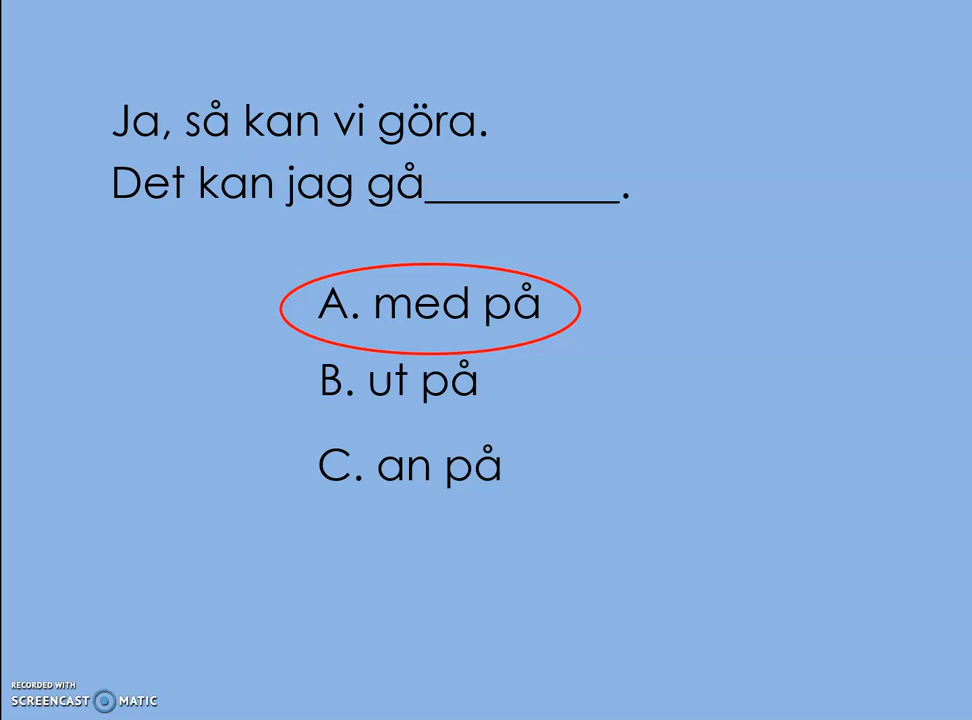 Ja, så kan vi göra.
Det kan jag gå_________.
A. med på
B. ut på
C. an på
RECORDED WITH
SCREENCAST MATIC